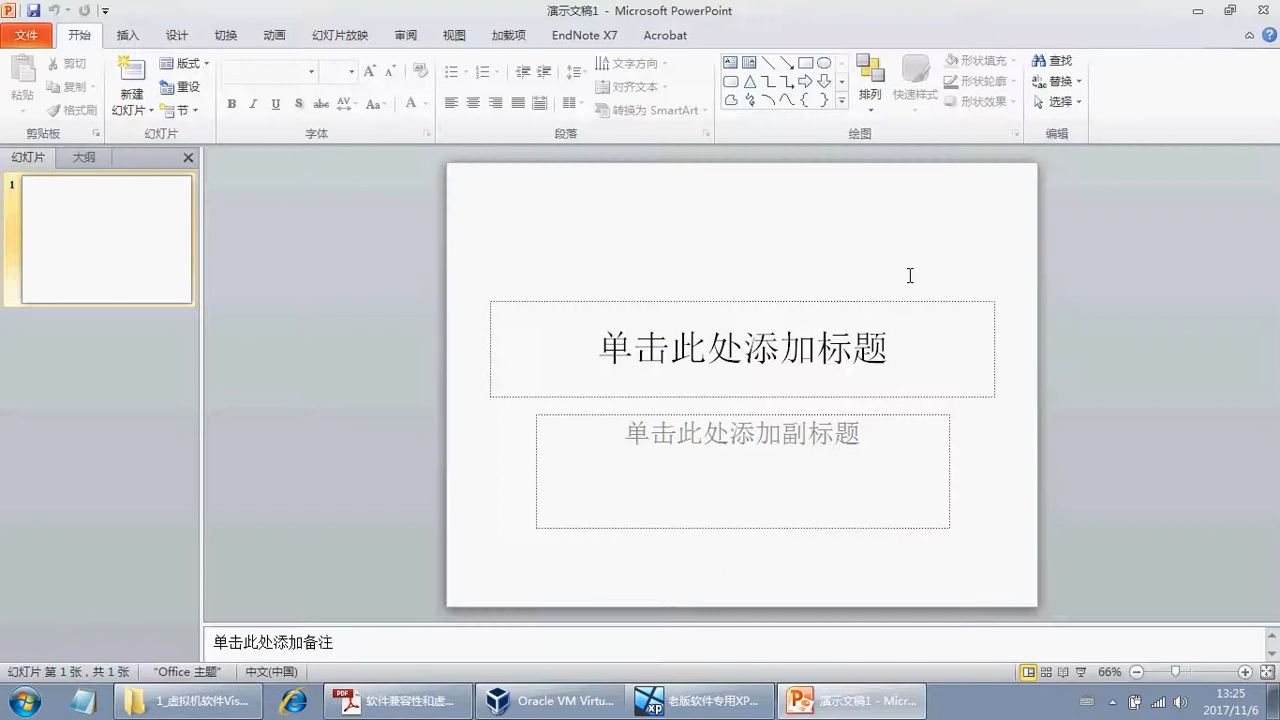 演示文稿1 - Microsoft PowerPoint
文件 开始 插入 设计 切换 动画 幻灯片放映 审阅 视图 加载项 EndNote X7 Acrobat
剪切 版式 文字方向 形状填充 查找
复制 重设 对齐文本 形状轮廓 替换
粘贴 新建 排列 快速样式
格式刷 幻灯片 节 转换为 SmartArt 形状效果 选择
剪贴板 幻灯片 字体 段落 绘图 编辑
幻灯片 大纲
1
单击此处添加标题
单击此处添加副标题
单击此处添加备注
幻灯片 第 1 张，共 1 张 "Office 主题" 中文(中国) 66%
1_虚拟机软件Vis... 软件兼容性和虚... Oracle VM Virtu... 老版软件专用XP... 演示文稿1 - Micr...
13:25
2017/11/6